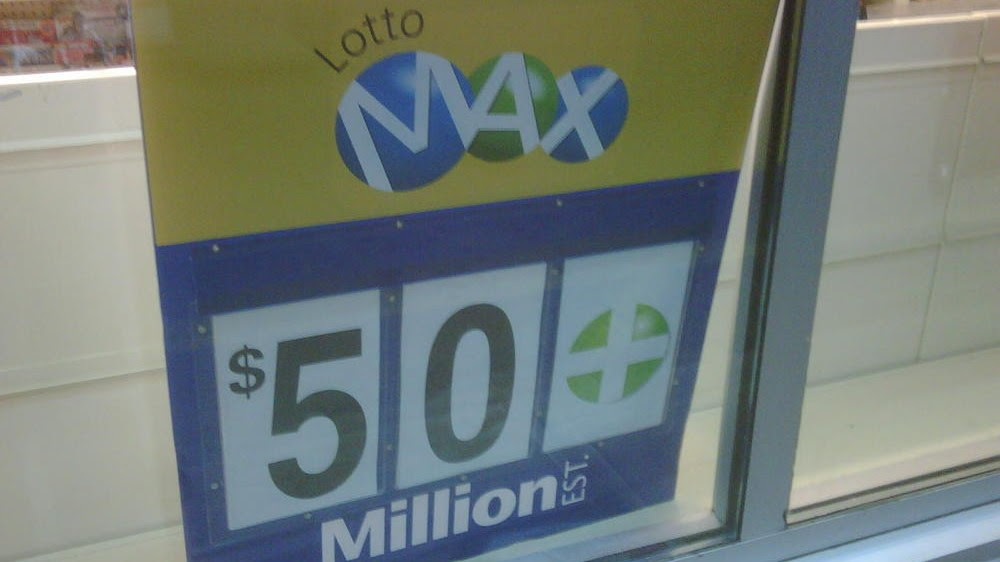 Lotto
MAX
$50+
Million EST.